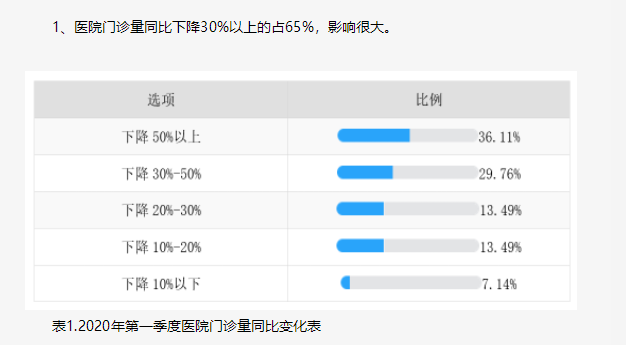 1、医院门诊量同比下降30%以上的占65%，影响很大。
选项 比例
下降 50%以上 36.11%
下降 30%-50% 29.76%
下降 20%-30% 13.49%
下降 10%-20% 13.49%
下降 10%以下 7.14%
表1.2020年第一季度医院门诊量同比变化表